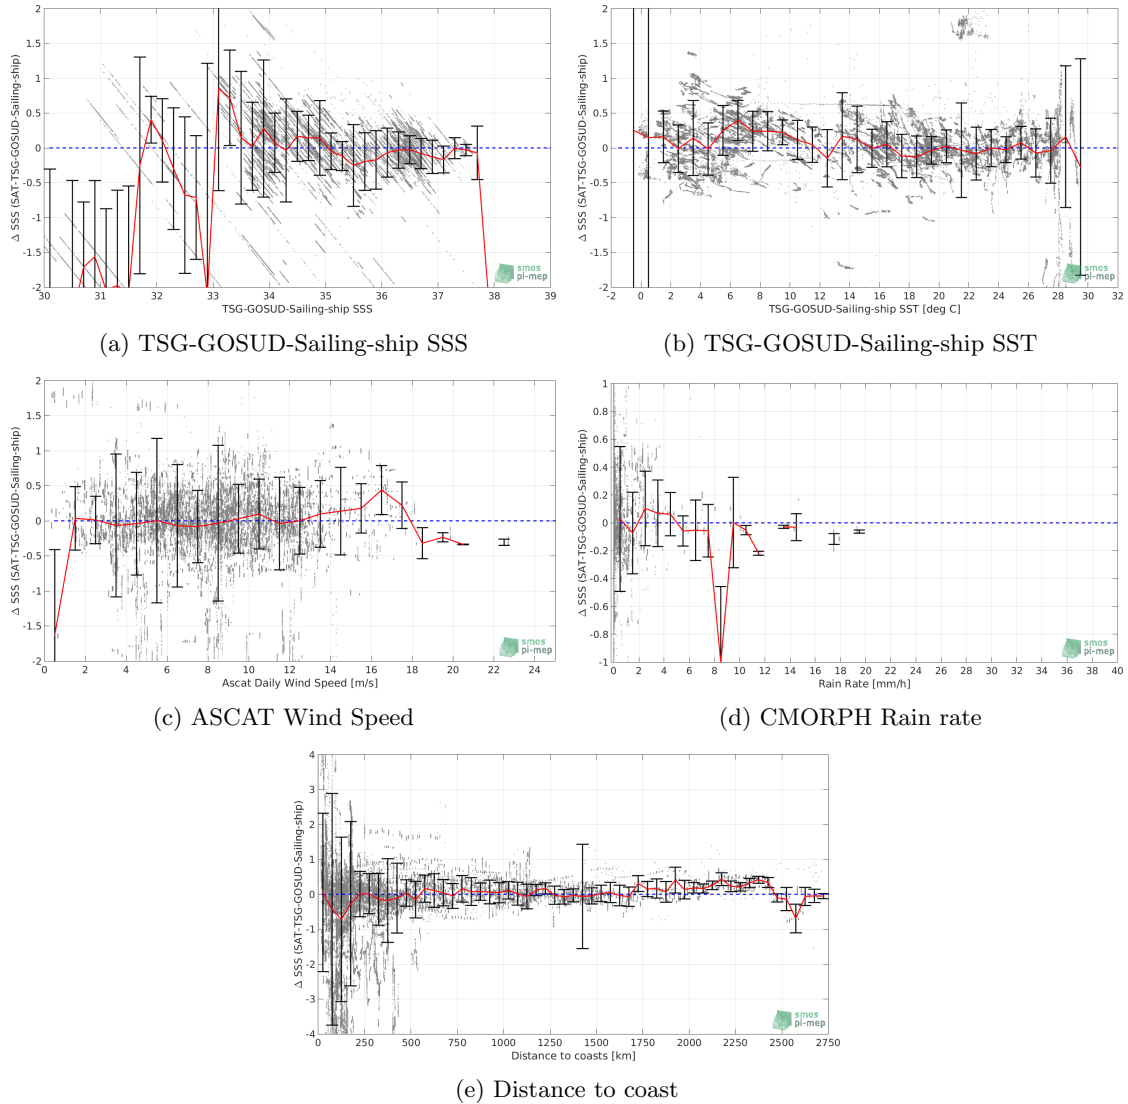 Δ SSS (SAT-TSG-GOSUD-Sailing-ship)
2
1.5
1
0.5
0
-0.5
-1
-1.5
-2
30 31 32 33 34 35 36 37 38 39
TSG-GOSUD-Sailing-ship SSS
smos
pi-mep
(a) TSG-GOSUD-Sailing-ship SSS
Δ SSS (SAT-TSG-GOSUD-Sailing-ship)
2
1.5
1
0.5
0
-0.5
-1
-1.5
-2
-2 0 2 4 6 8 10 12 14 16 18 20 22 24 26 28 30 32
TSG-GOSUD-Sailing-ship SST [deg C]
smos
pi-mep
(b) TSG-GOSUD-Sailing-ship SST
Δ SSS (SAT-TSG-GOSUD-Sailing-ship)
2
1.5
1
0.5
0
-0.5
-1
-1.5
-2
0 2 4 6 8 10 12 14 16 18 20 22 24
Ascat Daily Wind Speed [m/s]
smos
pi-mep
(c) ASCAT Wind Speed
Δ SSS (SAT-TSG-GOSUD-Sailing-ship)
1
0.8
0.6
0.4
0.2
0
-0.2
-0.4
-0.6
-0.8
-1
0 2 4 6 8 10 12 14 16 18 20 22 24 26 28 30 32 34 36 38 40
Rain Rate [mm/h]
smos
pi-mep
(d) CMORPH Rain rate
Δ SSS (SAT-TSG-GOSUD-Sailing-ship)
4
3
2
1
0
-1
-2
-3
-4
0 250 500 750 1000 1250 1500 1750 2000 2250 2500 2750
Distance to coasts [km]
smos
pi-mep
(e) Distance to coast